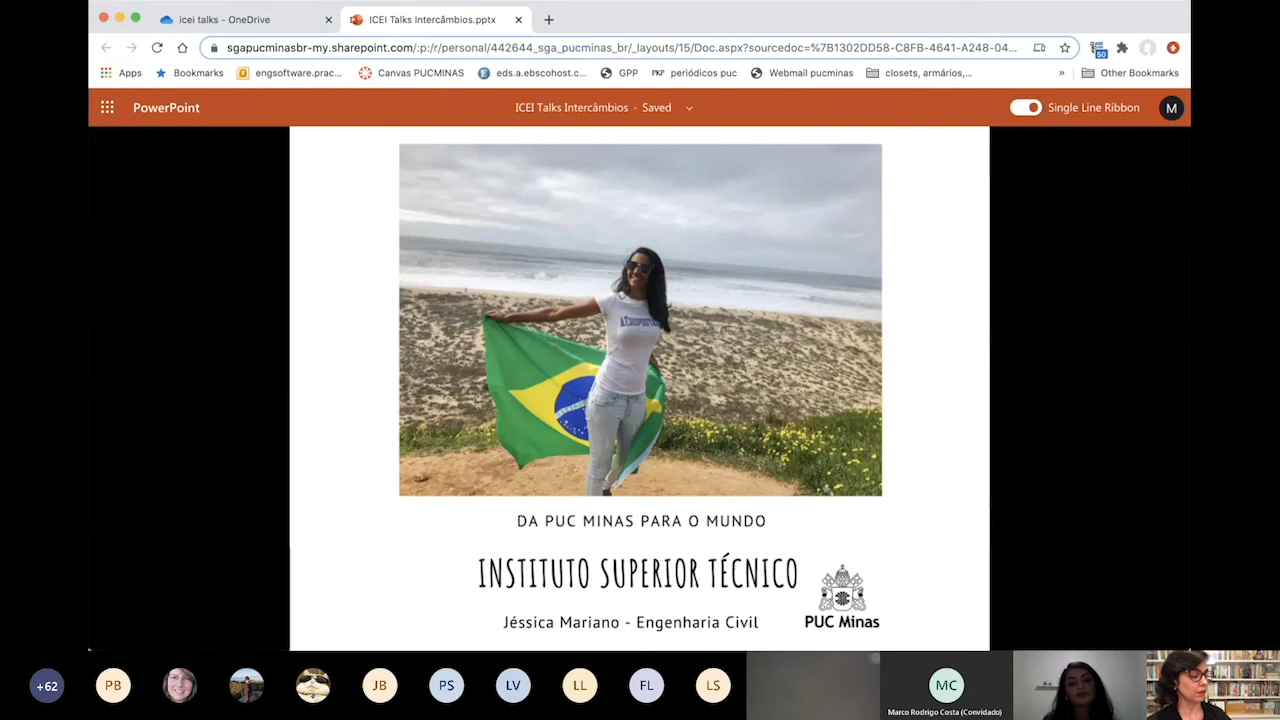 icei talks - OneDrive
ICEI Talks Intercâmbios.pptx
sgapucminasbr-my.sharepoint.com/:p:/r/personal/442644_sga_pucminas_br/_layouts/15/Doc.aspx?sourcedoc=%7B1302DD58-C8FB-4641-A248-04...
50
Apps
Bookmarks
engsoftware.prac...
Canvas PUCMINAS
eds.a.ebscohost.c...
GPP
PKP periódicos puc
Webmail pucminas
closets, armários,...
»
Other Bookmarks
PowerPoint
ICEI Talks Intercâmbios - Saved
Single Line Ribbon
M
AÉROPOSTALE
DA PUC MINAS PARA O MUNDO
INSTITUTO SUPERIOR TÉCNICO
Jéssica Mariano - Engenharia Civil
PUC Minas
+62
PB
JB
PS
LV
LL
FL
LS
MC
Marco Rodrigo Costa (Convidado)